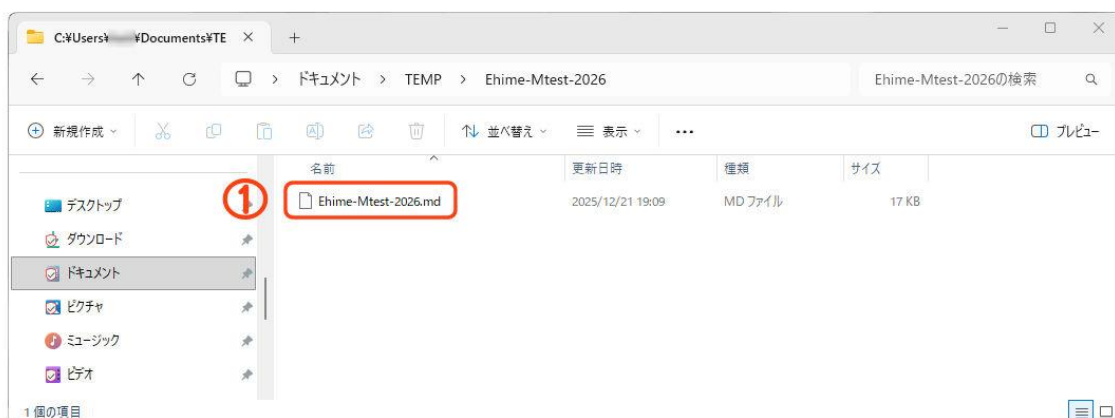 C:¥Users¥ ¥Documents¥TE
ドキュメント > TEMP > Ehime-Mtest-2026
Ehime-Mtest-2026の検索
新規作成
並べ替え
表示
プレビュー
名前
更新日時
種類
サイズ
①
Ehime-Mtest-2026.md
2025/12/21 19:09
MD ファイル
17 KB
デスクトップ
ダウンロード
ドキュメント
ピクチャ
ミュージック
ビデオ
1 個の項目